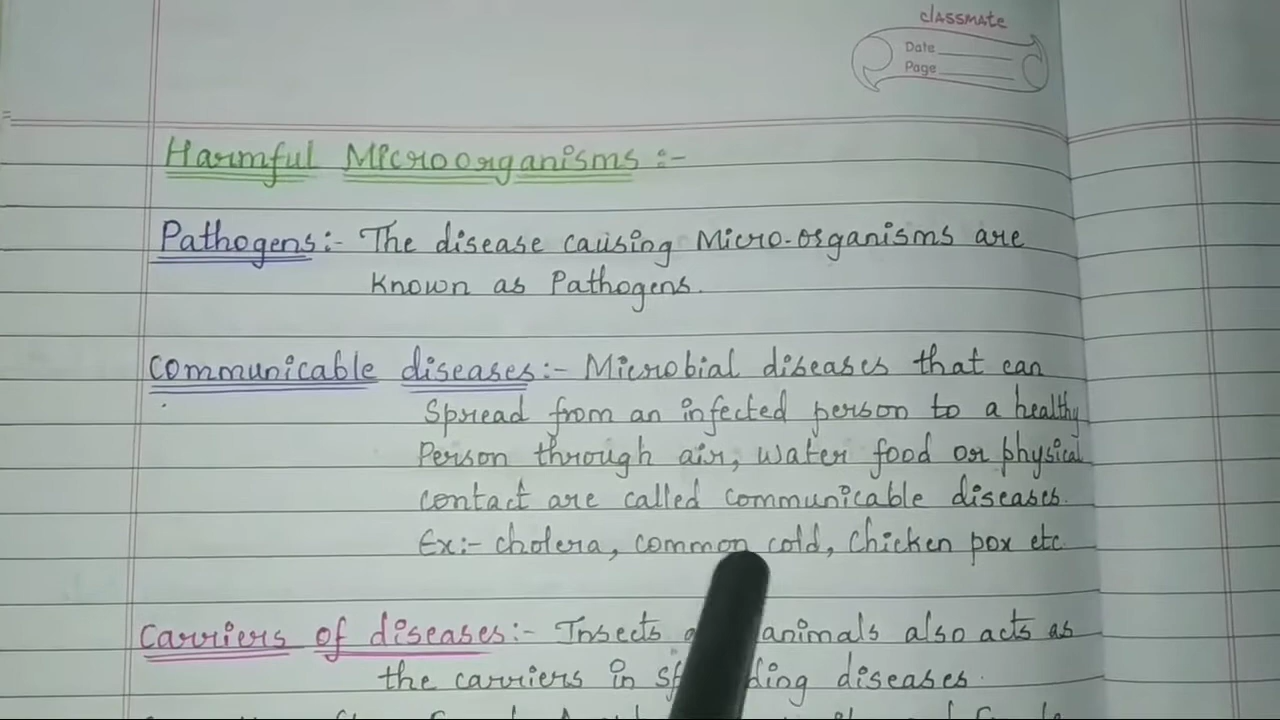 classmate
Date
Page
Harmful Microorganisms :-
Pathogens:- The disease causing Micro-organisms are
known as Pathogens.
Communicable diseases:- Microbial diseases that can
Spread from an infected person to a healthy
Person through air, water food or physical
contact are called communicable diseases.
Ex:- cholera, common cold, chicken pox etc
Carriers of diseases:- Insects animals also acts as
the carriers in diseases.